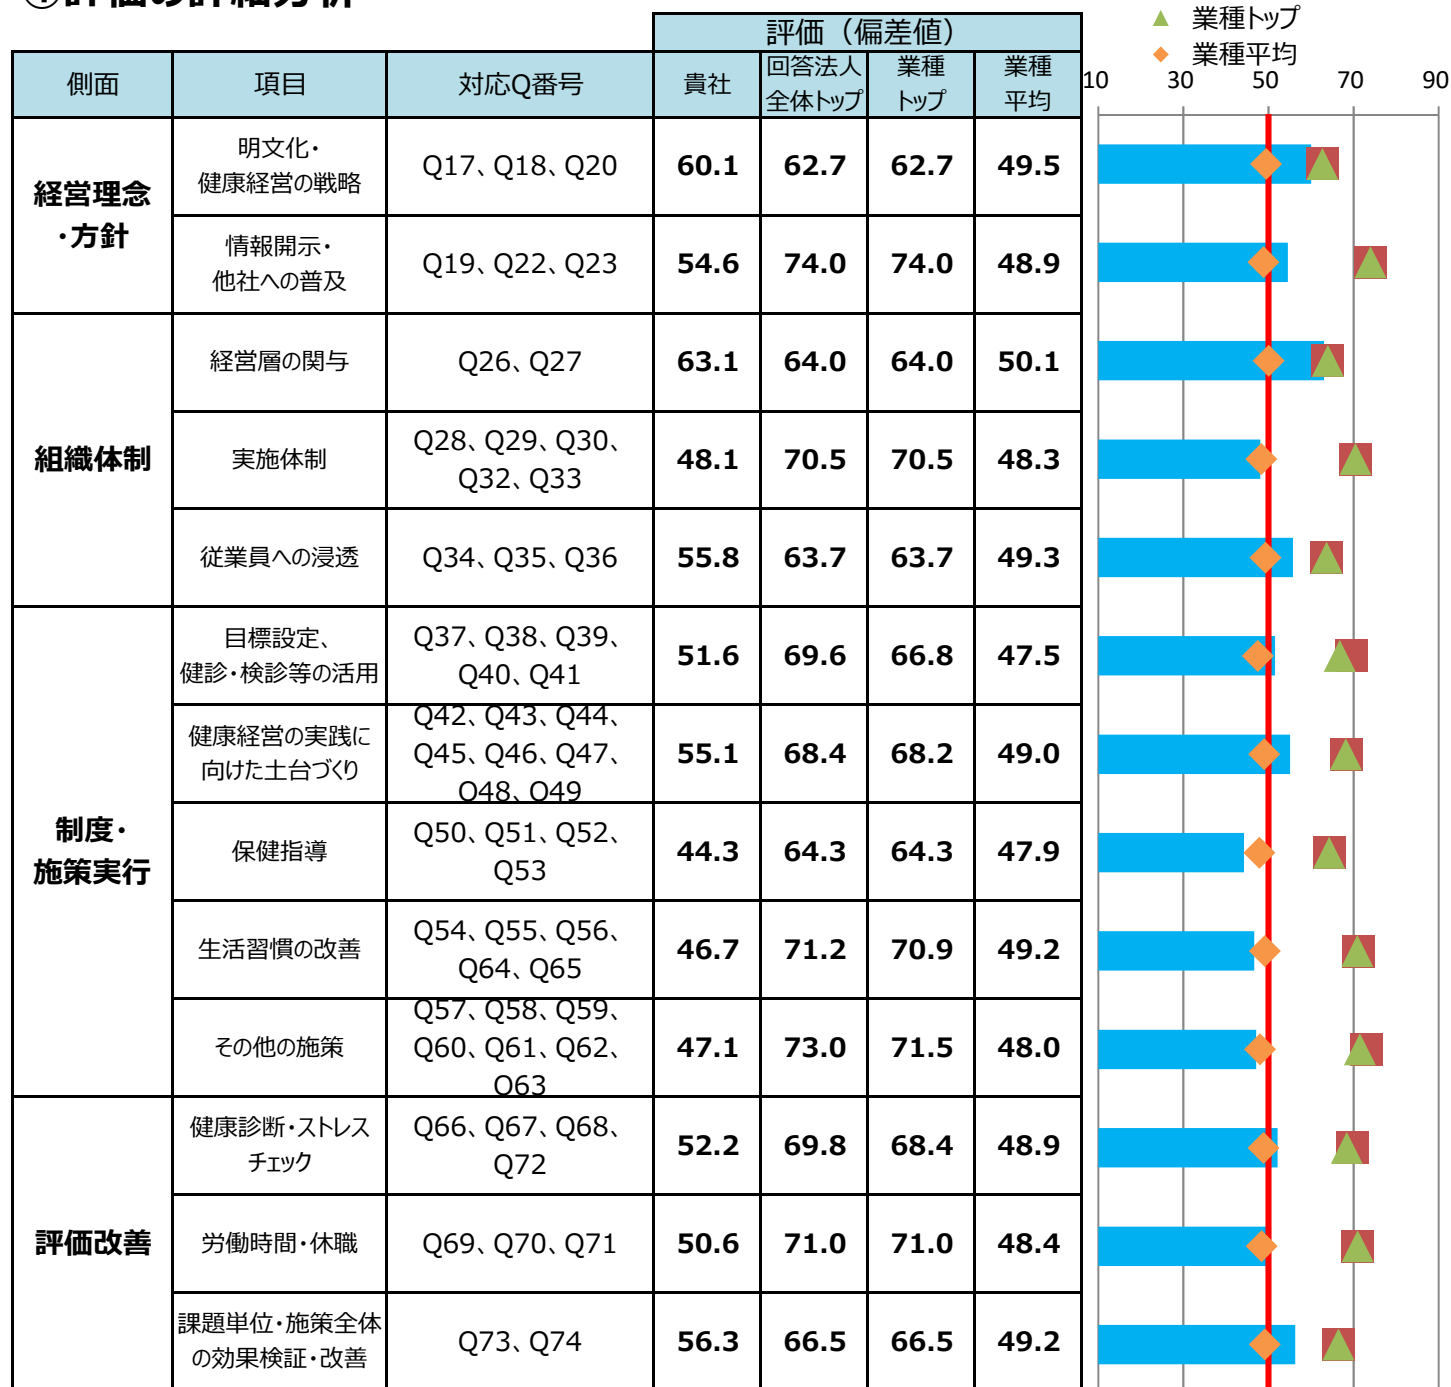 ①評価の詳細分析
評価（偏差値）
側面 項目 対応Q番号 貴社 回答法人 業種 業種
全体トップ トップ 平均
▲ 業種トップ
◆ 業種平均
10 30 50 70 90
経営理念
・方針
明文化・
健康経営の戦略
Q17、Q18、Q20 60.1 62.7 62.7 49.5
情報開示・
他社への普及
Q19、Q22、Q23 54.6 74.0 74.0 48.9
組織体制
経営層の関与 Q26、Q27 63.1 64.0 64.0 50.1
実施体制
Q28、Q29、Q30、
Q32、Q33
48.1 70.5 70.5 48.3
従業員への浸透 Q34、Q35、Q36 55.8 63.7 63.7 49.3
制度・
施策実行
目標設定、
健診・検診等の活用
Q37、Q38、Q39、
Q40、Q41
51.6 69.6 66.8 47.5
健康経営の実践に
向けた土台づくり
Q42、Q43、Q44、
Q45、Q46、Q47、
Q48、Q49
55.1 68.4 68.2 49.0
保健指導
Q50、Q51、Q52、
Q53
44.3 64.3 64.3 47.9
生活習慣の改善
Q54、Q55、Q56、
Q64、Q65
46.7 71.2 70.9 49.2
その他の施策
Q57、Q58、Q59、
Q60、Q61、Q62、
Q63
47.1 73.0 71.5 48.0
評価改善
健康診断・ストレス
チェック
Q66、Q67、Q68、
Q72
52.2 69.8 68.4 48.9
労働時間・休職 Q69、Q70、Q71 50.6 71.0 71.0 48.4
課題単位・施策全体
の効果検証・改善
Q73、Q74 56.3 66.5 66.5 49.2